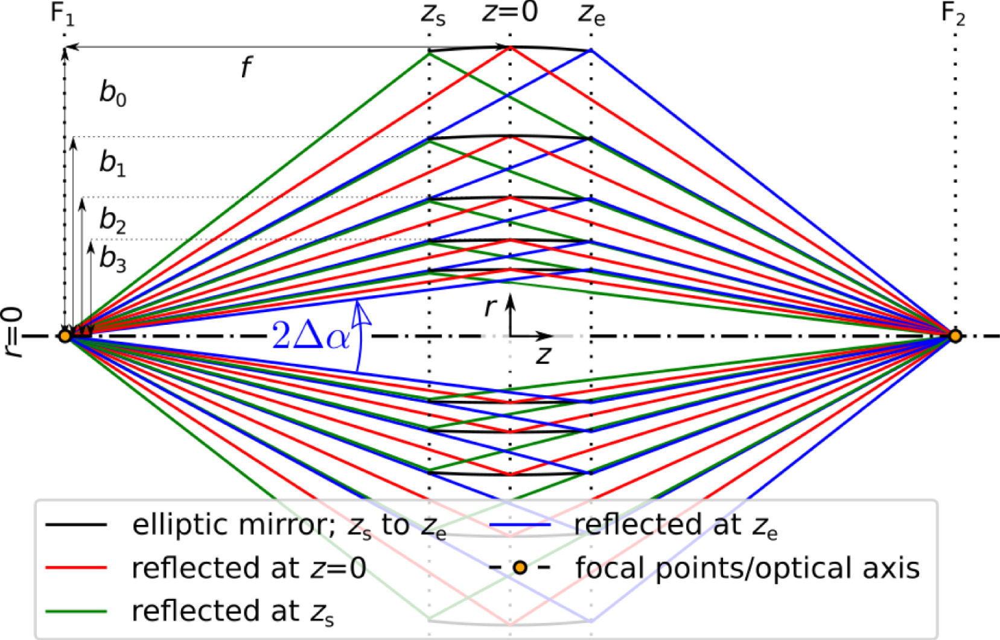 F₁ zₛ z=0 zₑ F₂
f
b₀
b₁
b₂
b₃
r=0
2Δα
r
z
elliptic mirror; zₛ to zₑ
reflected at z=0
reflected at zₛ
reflected at zₑ
focal points/optical axis